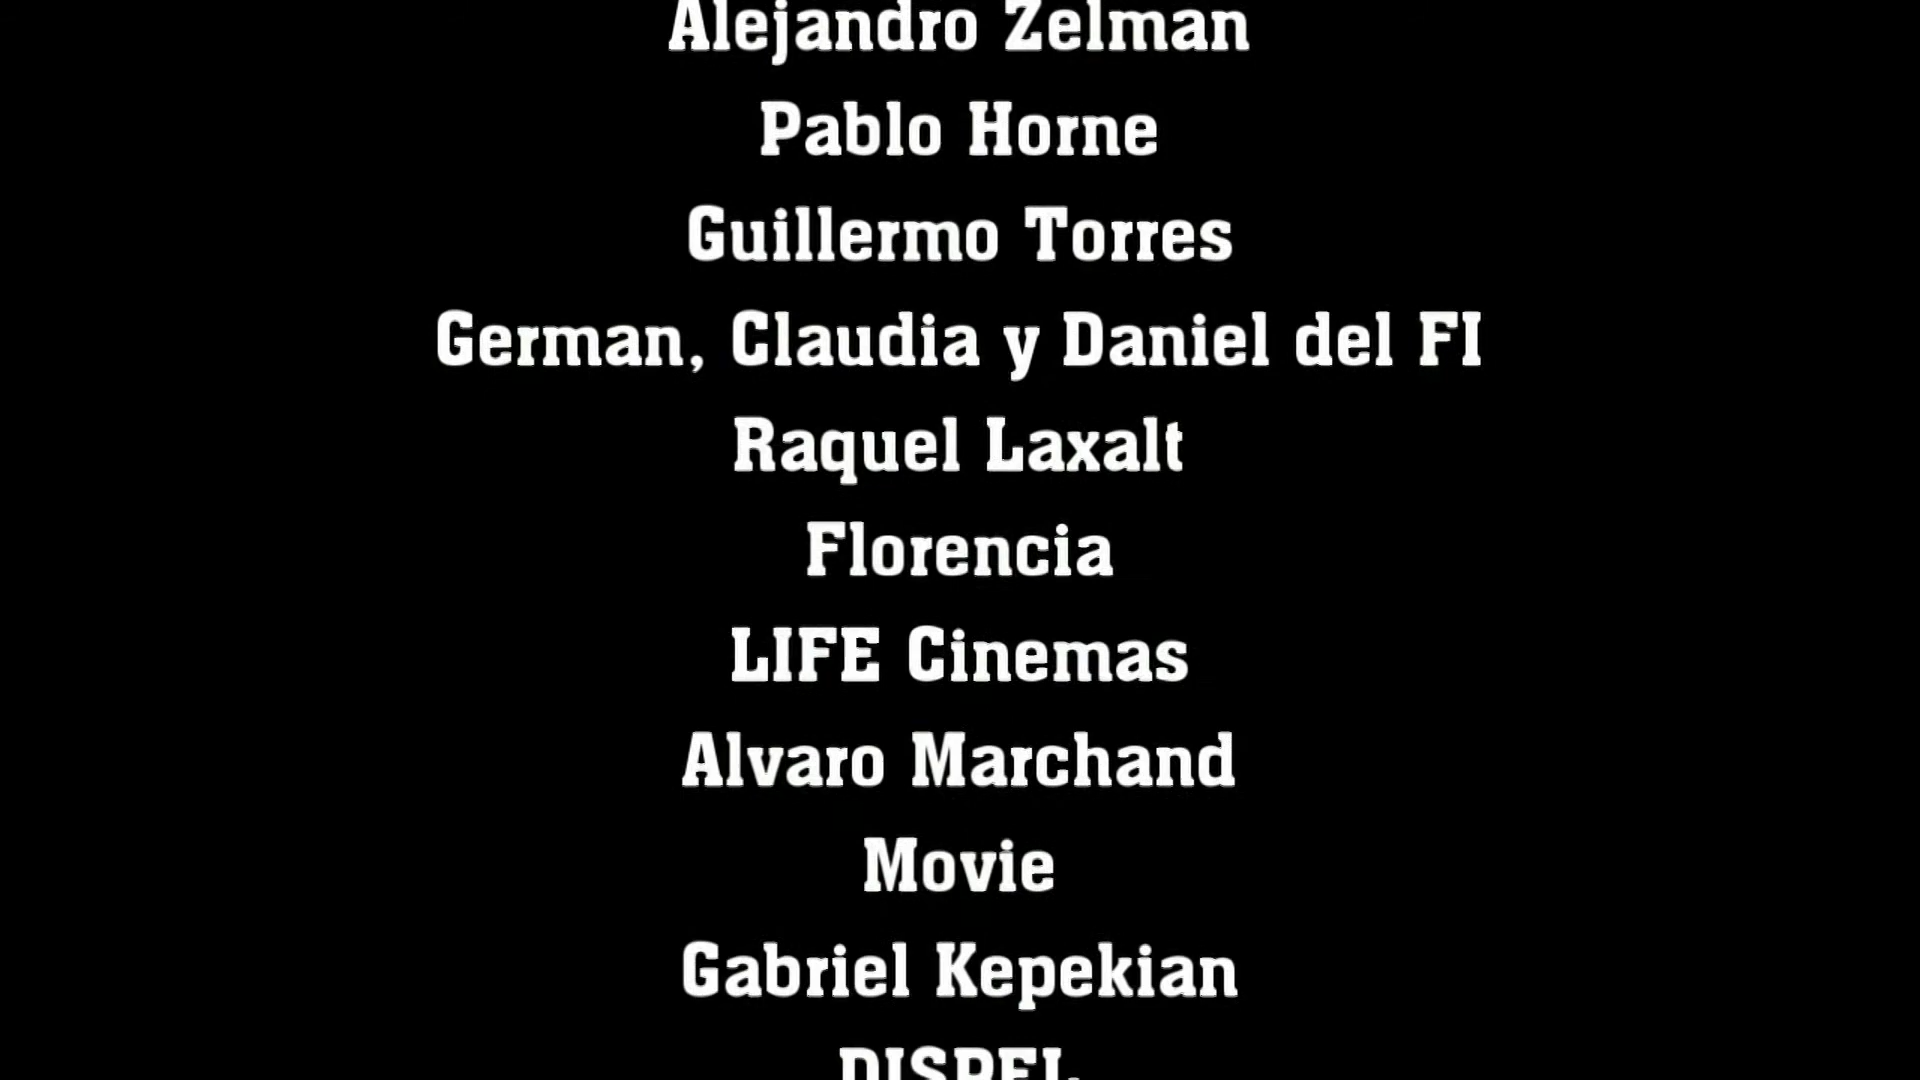 Alejandro Zelman
Pablo Horne
Guillermo Torres
German, Claudia y Daniel del FI
Raquel Laxalt
Florencia
LIFE Cinemas
Alvaro Marchand
Movie
Gabriel Kepekian